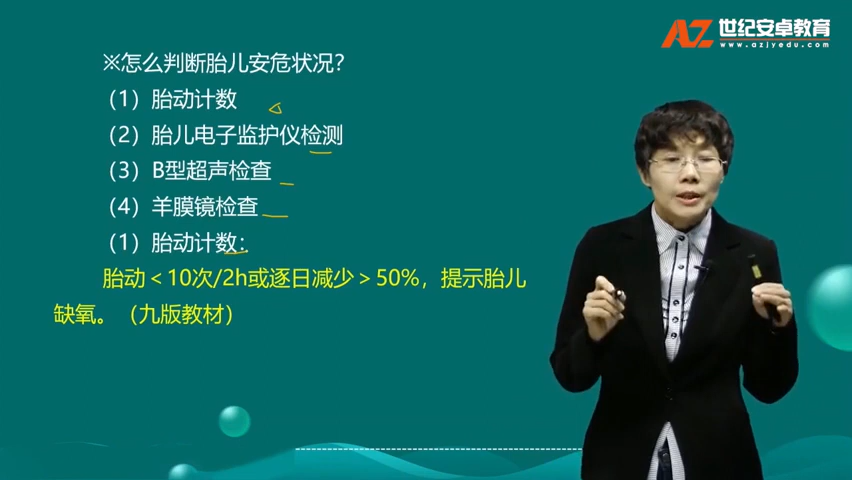 AZ 世纪安卓教育
www.azjyedu.com
※怎么判断胎儿安危状况？
（1）胎动计数
（2）胎儿电子监护仪检测
（3）B型超声检查
（4）羊膜镜检查
（1）胎动计数：
胎动＜10次/2h或逐日减少＞50%，提示胎儿
缺氧。（九版教材）